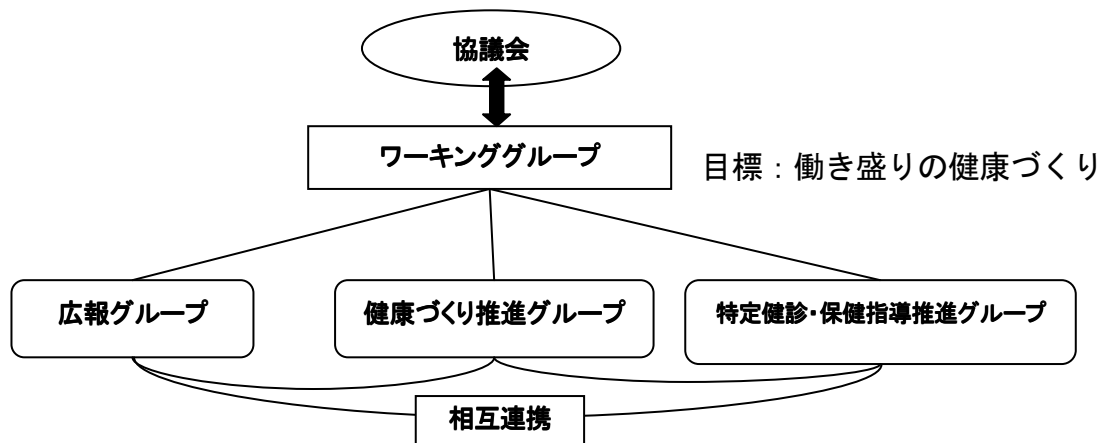 協議会
ワーキンググループ
目標：働き盛りの健康づくり
広報グループ
健康づくり推進グループ
特定健診・保健指導推進グループ
相互連携